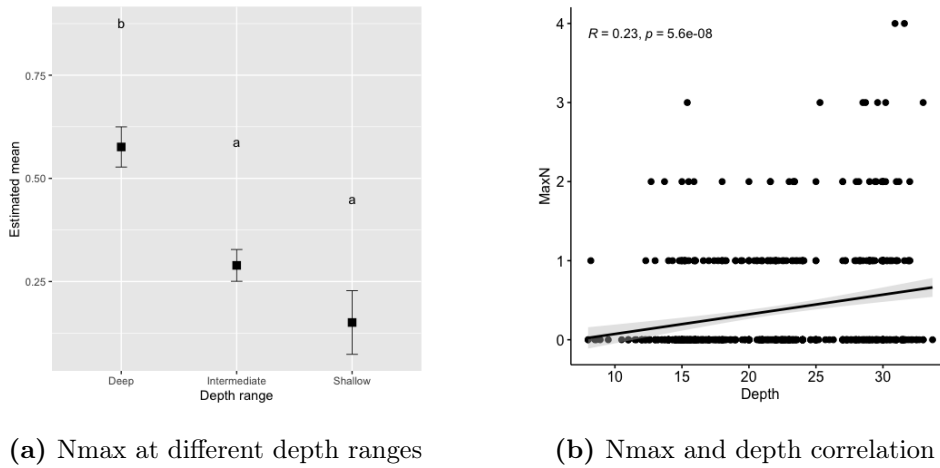 b
a
a
0.75
0.50
0.25
Estimated mean
Deep
Intermediate
Shallow
Depth range
(a) Nmax at different depth ranges
R = 0.23, p = 5.6e-08
4
3
2
1
0
MaxN
10
15
20
25
30
Depth
(b) Nmax and depth correlation